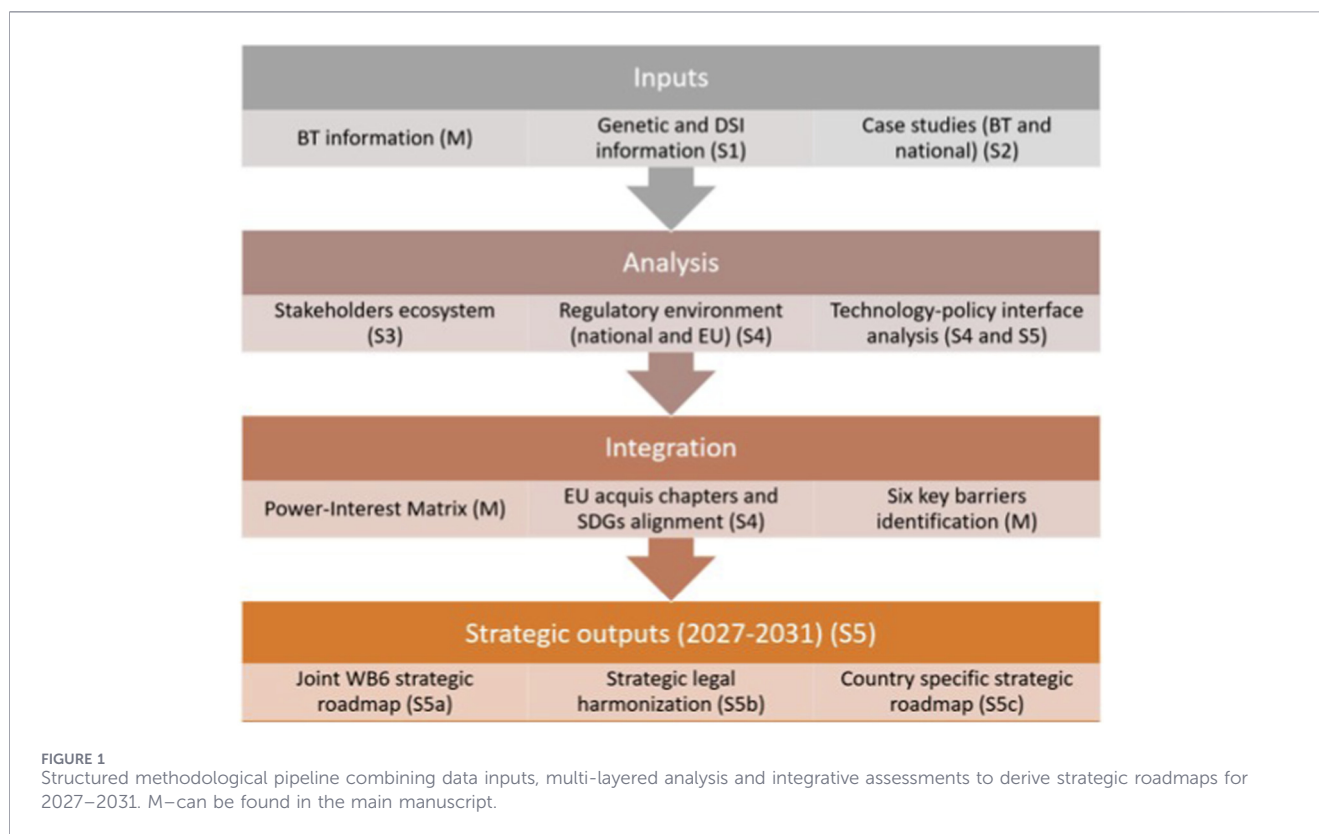 Inputs
BT information (M)
Genetic and DSI
information (S1)
Case studies (BT and
national) (S2)
Analysis
Stakeholders ecosystem
(S3)
Regulatory environment
(national and EU) (S4)
Technology-policy interface
analysis (S4 and S5)
Integration
Power-Interest Matrix (M)
EU acquis chapters and
SDGs alignment (S4)
Six key barriers
identification (M)
Strategic outputs (2027-2031) (S5)
Joint WB6 strategic
roadmap (S5a)
Strategic legal
harmonization (S5b)
Country specific strategic
roadmap (S5c)
FIGURE 1
Structured methodological pipeline combining data inputs, multi-layered analysis and integrative assessments to derive strategic roadmaps for
2027–2031. M–can be found in the main manuscript.